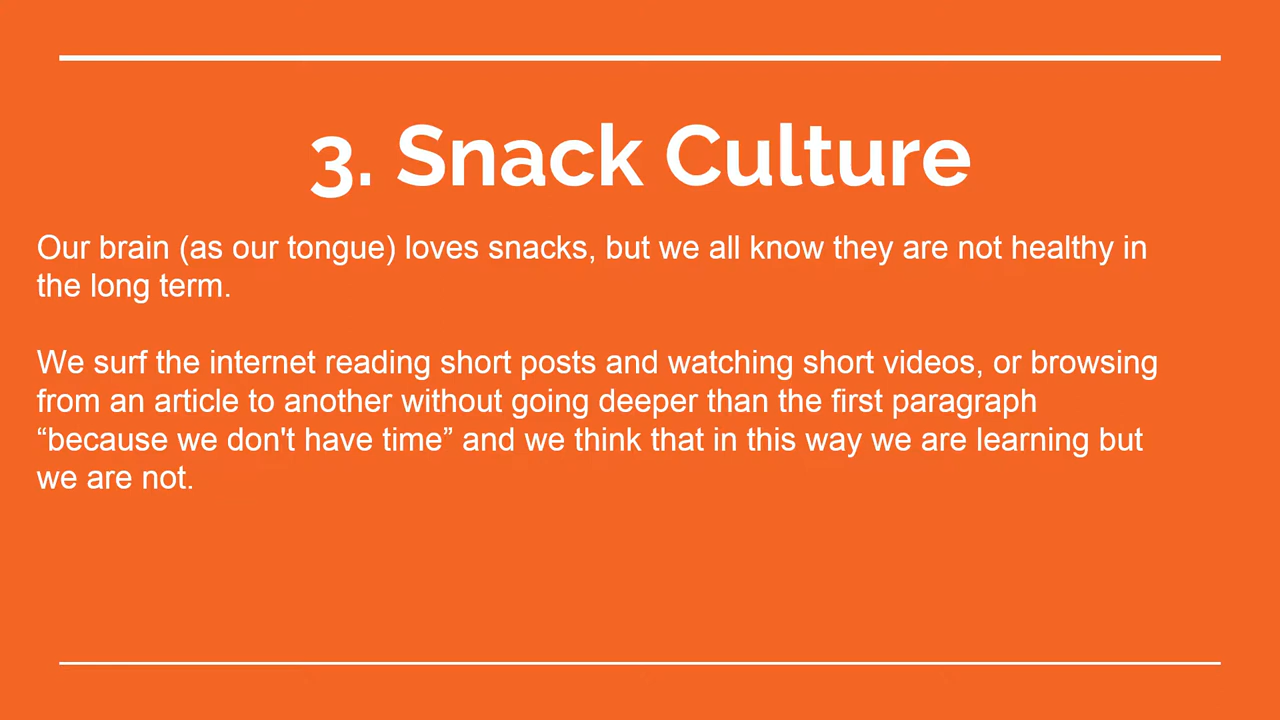 3. Snack Culture
Our brain (as our tongue) loves snacks, but we all know they are not healthy in
the long term.
We surf the internet reading short posts and watching short videos, or browsing
from an article to another without going deeper than the first paragraph
“because we don't have time” and we think that in this way we are learning but
we are not.